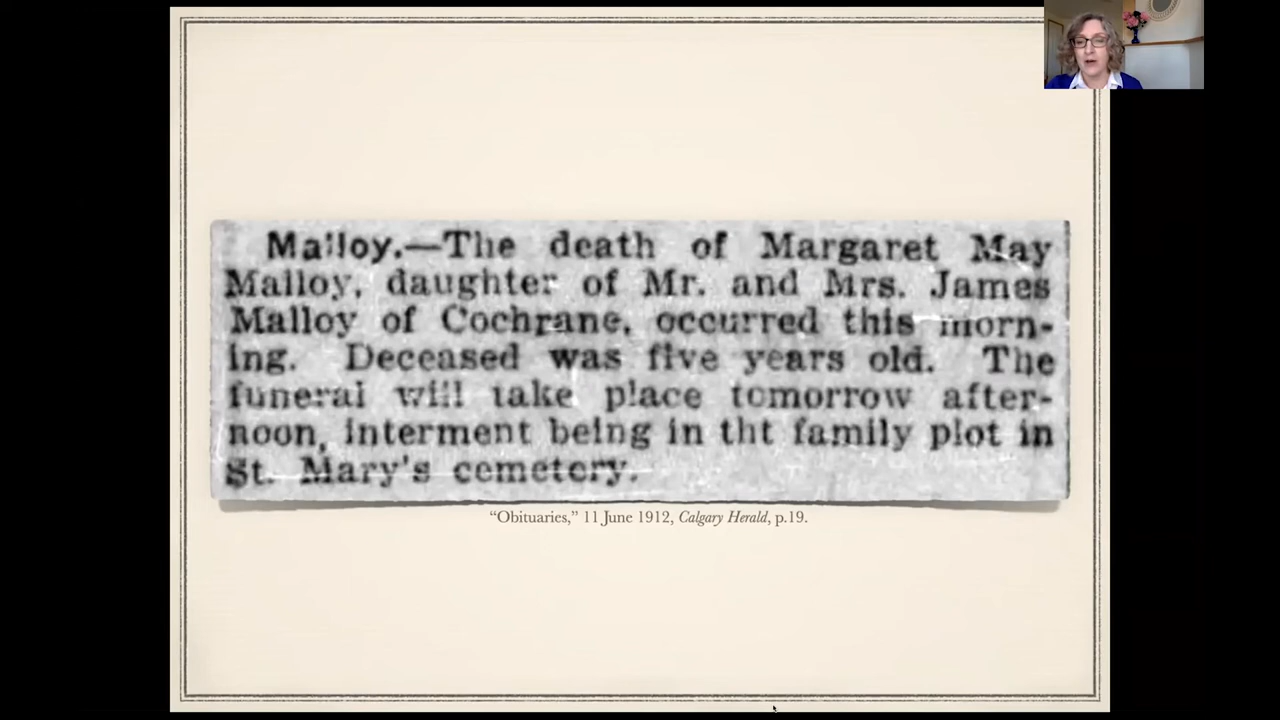 Malloy.—The death of Margaret May
Malloy, daughter of Mr. and Mrs. James
Malloy of Cochrane, occurred this morn-
ing. Deceased was five years old. The
funeral will take place tomorrow after-
noon, interment being in tht family plot in
St. Mary's cemetery.
“Obituaries,” 11 June 1912, Calgary Herald, p.19.